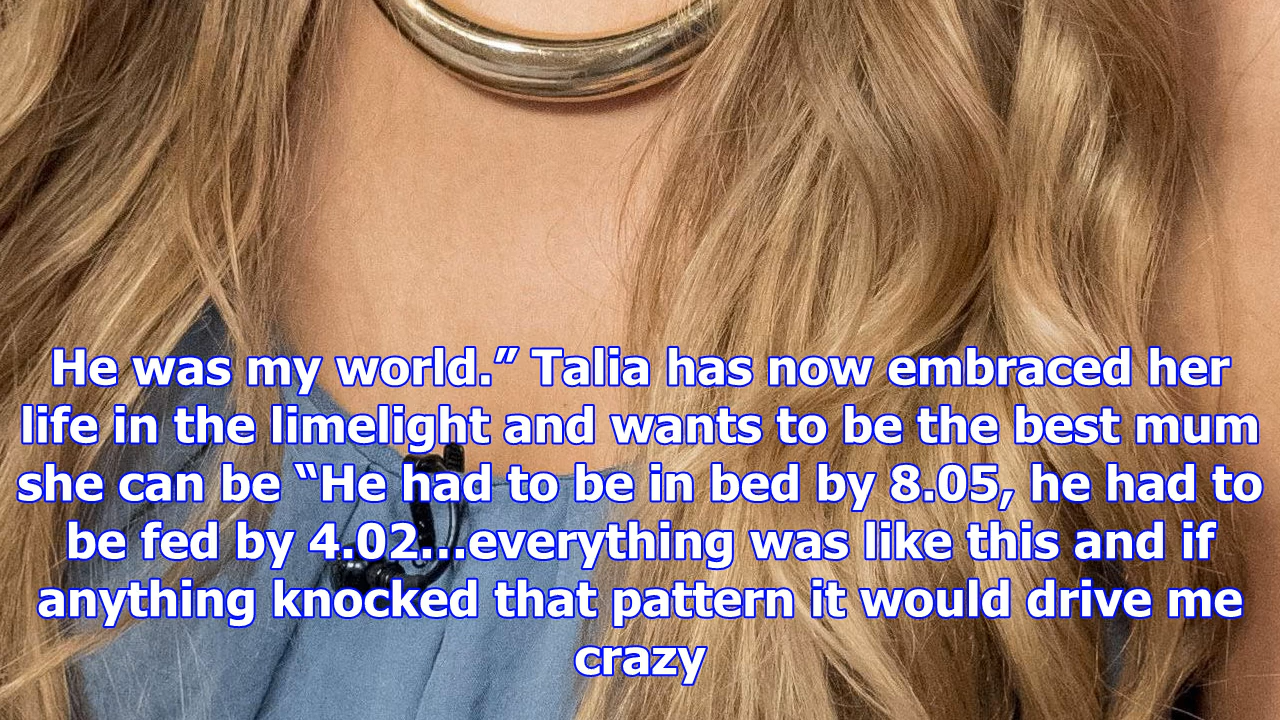 He was my world.” Talia has now embraced her
life in the limelight and wants to be the best mum
she can be “He had to be in bed by 8.05, he had to
be fed by 4.02...everything was like this and if
anything knocked that pattern it would drive me
crazy